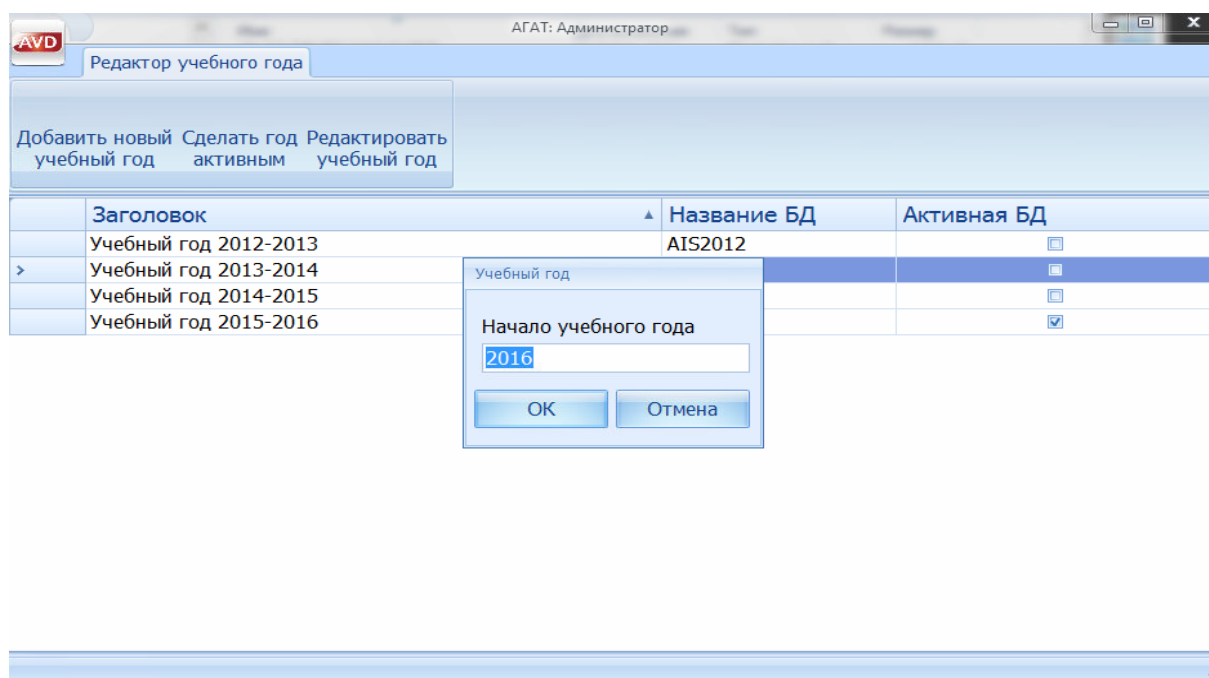 АГАТ: Администратор
AVD
Редактор учебного года
Добавить новый Сделать год Редактировать
учебный год активным учебный год
Заголовок Название БД Активная БД
Учебный год 2012-2013 AIS2012
Учебный год 2013-2014
Учебный год 2014-2015
Учебный год 2015-2016
Учебный год
Начало учебного года
2016
ОК Отмена